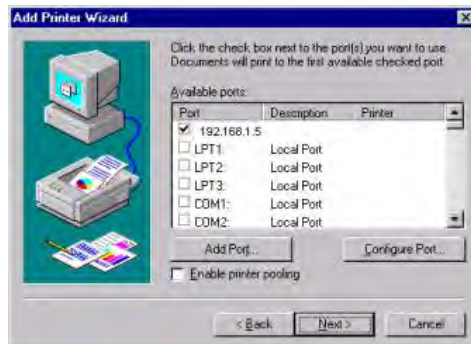 Add Printer Wizard
Click the check box next to the port(s) you want to use.
Documents will print to the first available checked port.
Available ports:
Port Description Printer
192.168.1.5
LPT1: Local Port
LPT2: Local Port
LPT3: Local Port
COM1: Local Port
COM2: Local Port
Add Port... Configure Port...
Enable printer pooling
< Back Next > Cancel